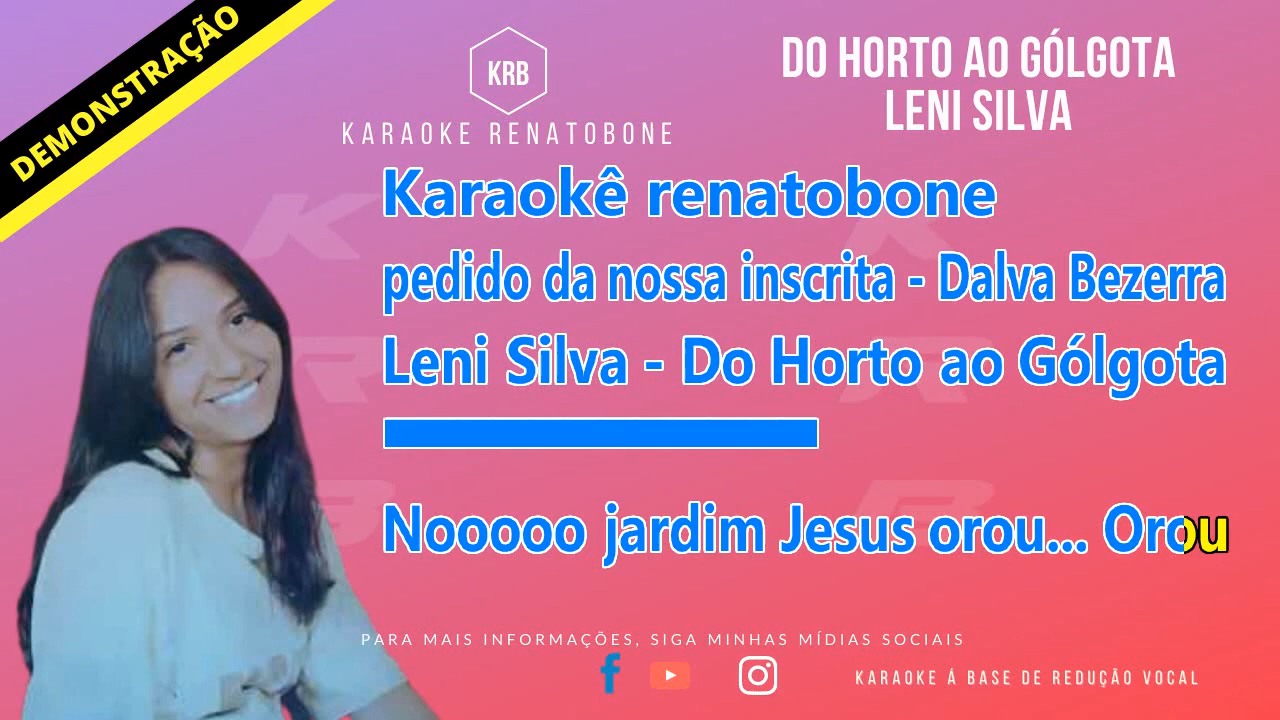 DEMONSTRAÇÃO
KRB
KARAOKE RENATOBONE
DO HORTO AO GÓLGOTA
LENI SILVA
Karaokê renatobone
pedido da nossa inscrita - Dalva Bezerra
Leni Silva - Do Horto ao Gólgota
Nooooo jardim Jesus orou... Orou
K K
R R
B B
PARA MAIS INFORMAÇÕES, SIGA MINHAS MÍDIAS SOCIAIS
f
KARAOKE Á BASE DE REDUÇÃO VOCAL